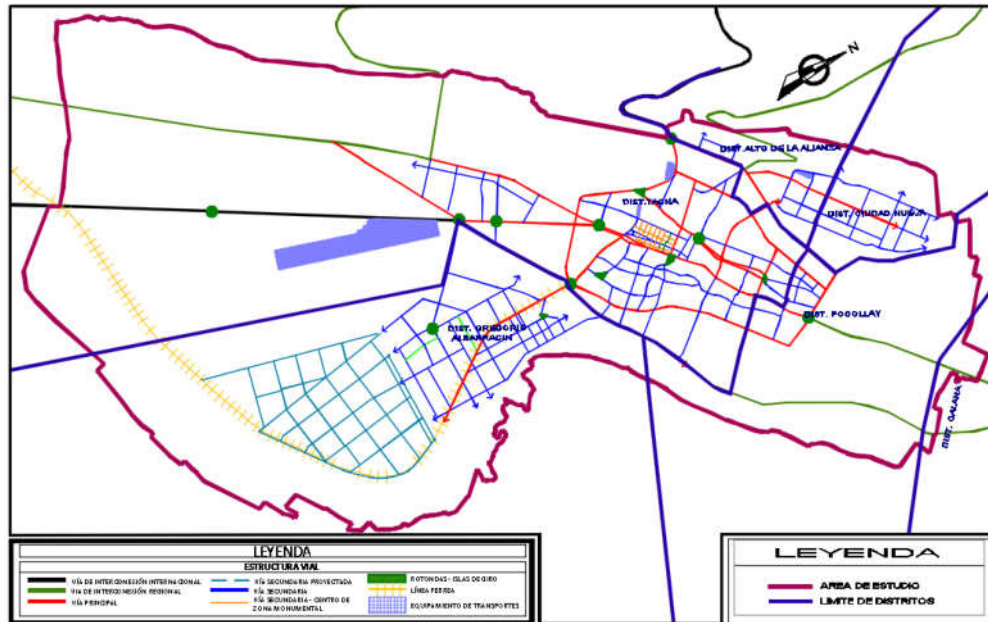 N
DIST. ALTO DE LA ALIANZA
DIST. TACNA
DIST. CIUDAD NUEVA
DIST. POCOLLAY
DIST. GREGORIO
ALBARRACIN
DIST. CALANA
LEYENDA
ESTRUCTURA VIAL
VÍA DE INTERCONEXIÓN INTERNACIONAL
VIA DE INTERCONEXIÓN REGIONAL
VÍA PRINCIPAL
VÍA SECUNDARIA PROYECTADA
VÍA SECUNDARIA
VÍA SECUNDARIA - CENTRO DE
ZONA MONUMENTAL
ROTONDAS - ISLAS DE GIRO
LÍNEA FERREA
EQUIPAMIENTO DE TRANSPORTES
LEYENDA
AREA DE ESTUDIO
LIMITE DE DISTRITOS